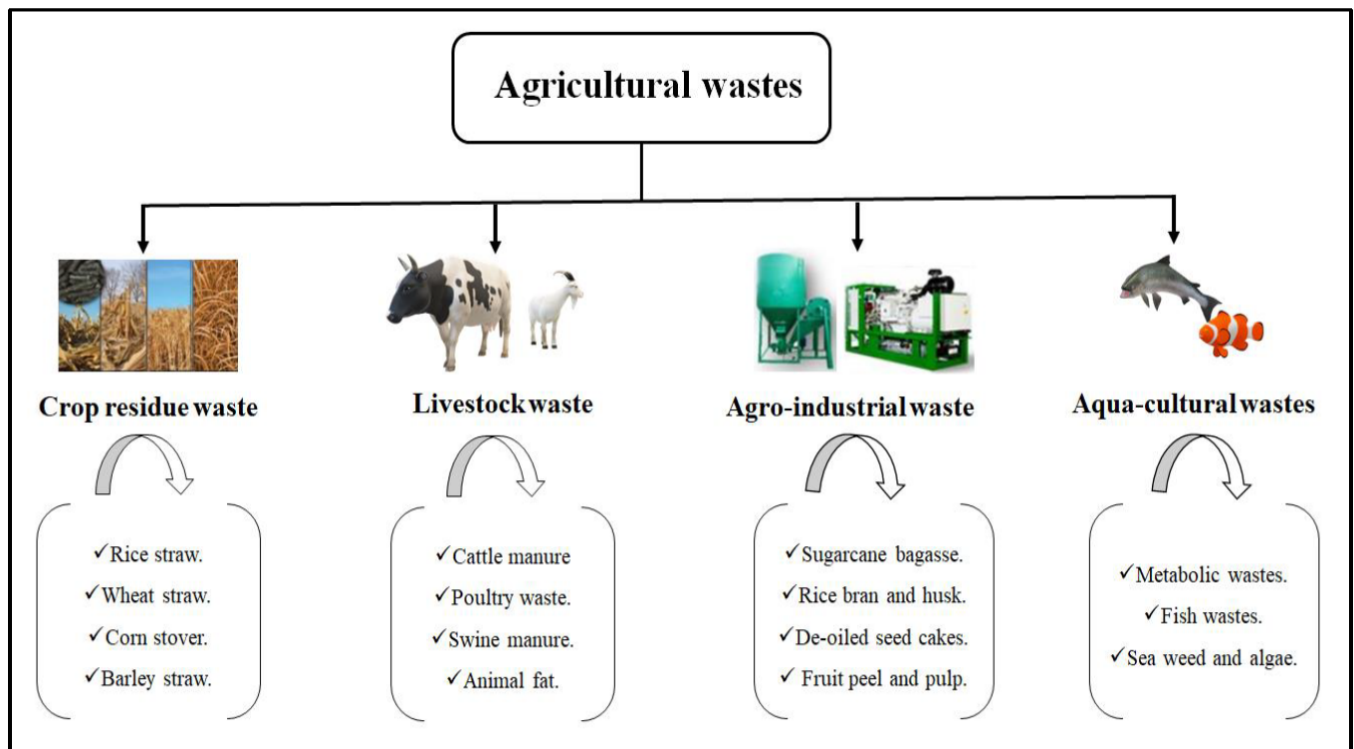 Agricultural wastes
Crop residue waste
Livestock waste
Agro-industrial waste
Aqua-cultural wastes
✓Rice straw.
✓Wheat straw.
✓Corn stover.
✓Barley straw.
✓Cattle manure
✓Poultry waste.
✓Swine manure.
✓Animal fat.
✓Sugarcane bagasse.
✓Rice bran and husk.
✓De-oiled seed cakes.
✓ Fruit peel and pulp.
✓Metabolic wastes.
✓Fish wastes.
✓Sea weed and algae.